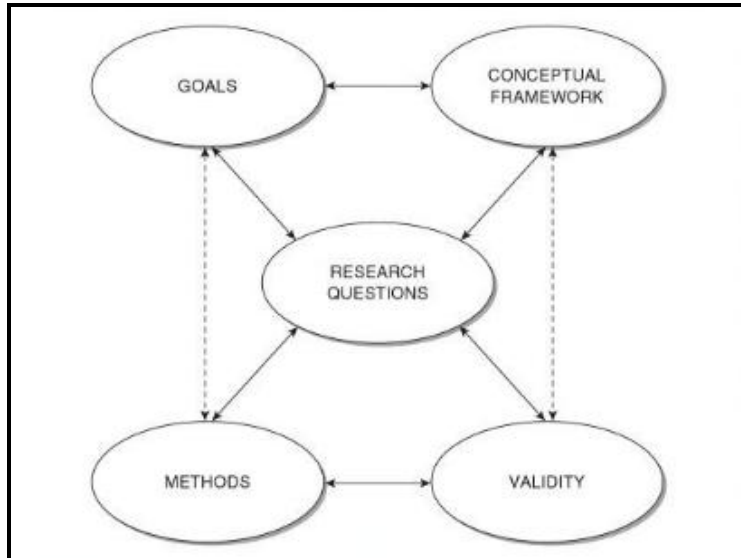 GOALS
CONCEPTUAL
FRAMEWORK
RESEARCH
QUESTIONS
METHODS
VALIDITY